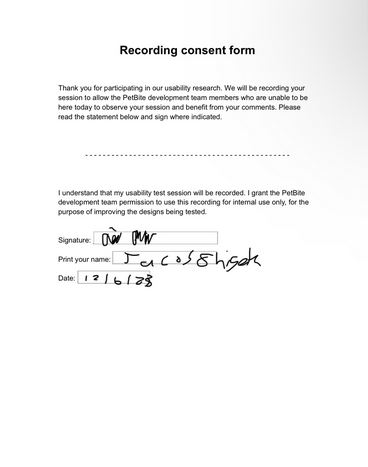 Recording consent form
Thank you for participating in our usability research. We will be recording your
session to allow the PetBite development team members who are unable to be
here today to observe your session and benefit from your comments. Please
read the statement below and sign where indicated.
- - - - - - - - - - - - - - - - - - - - - - - - - - - - - - - - - - - - - - - - - - - - - - -
I understand that my usability test session will be recorded. I grant the PetBite
development team permission to use this recording for internal use only, for the
purpose of improving the designs being tested.
Signature:
Print your name: Jacob
Date: 12/6/23